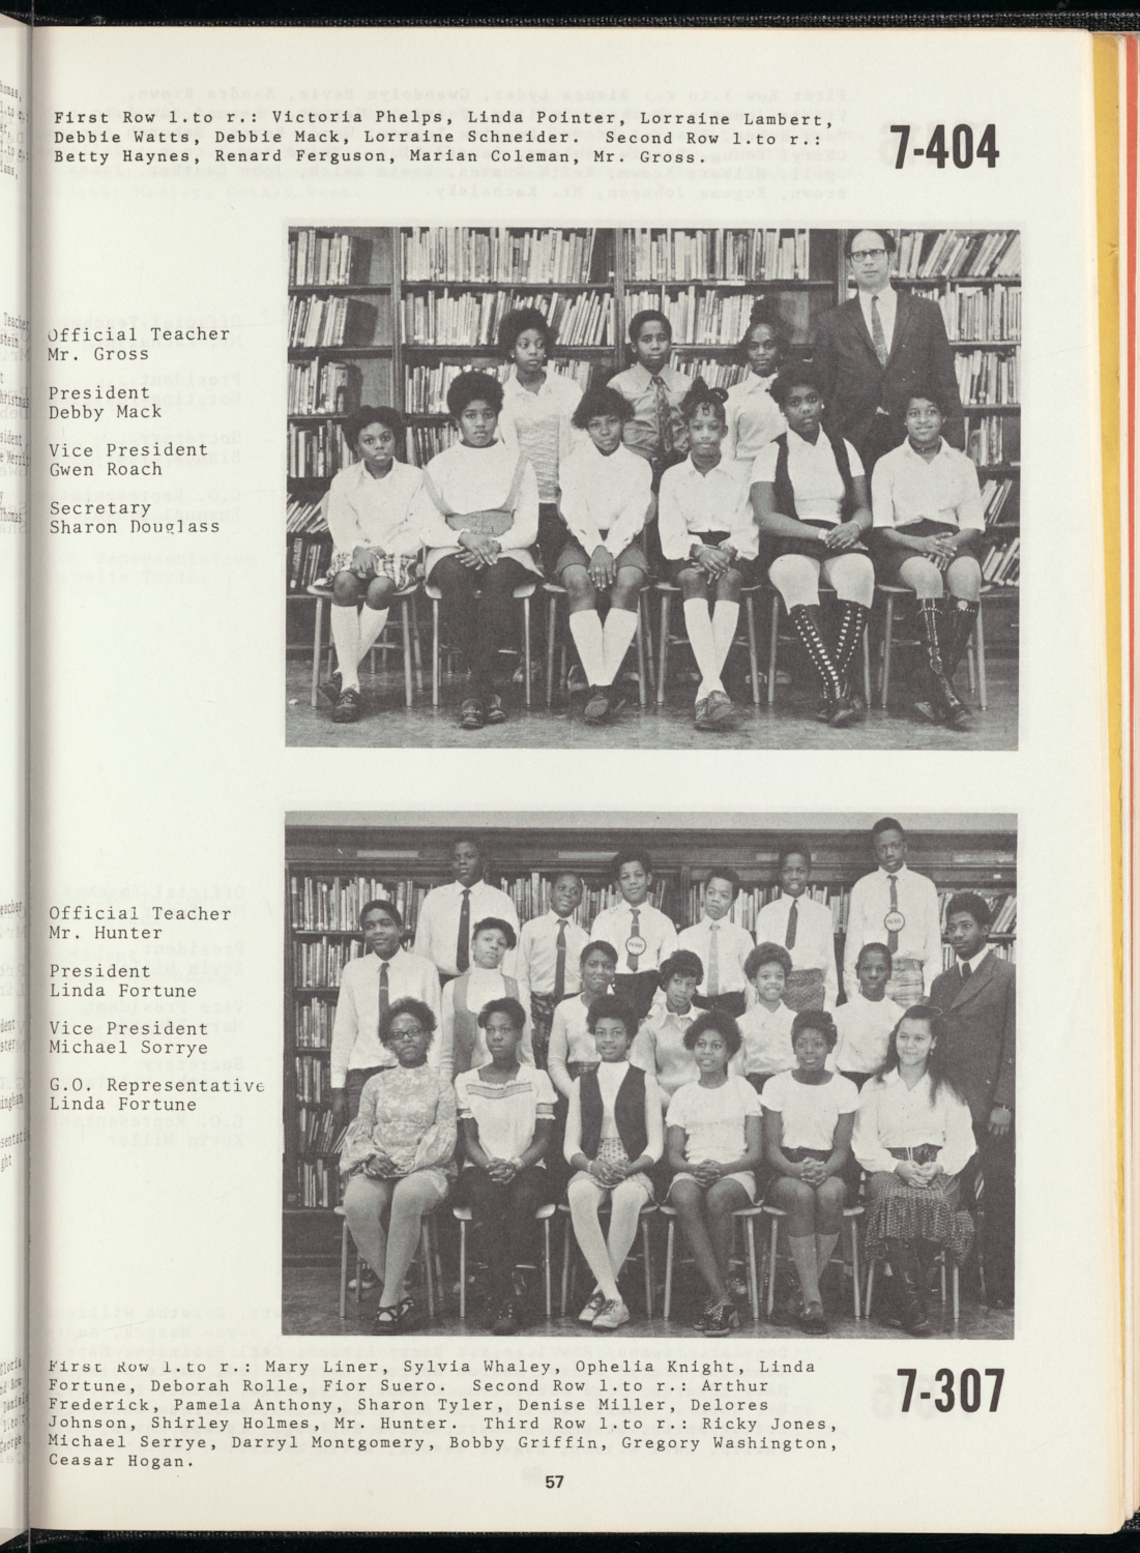 First Row l.to r.: Victoria Phelps, Linda Pointer, Lorraine Lambert,
Debbie Watts, Debbie Mack, Lorraine Schneider. Second Row l.to r.:
Betty Haynes, Renard Ferguson, Marian Coleman, Mr. Gross.
7-404
Official Teacher
Mr. Gross
President
Debby Mack
Vice President
Gwen Roach
Secretary
Sharon Douglass
Official Teacher
Mr. Hunter
President
Linda Fortune
Vice President
Michael Sorrye
G.O. Representative
Linda Fortune
First Row l.to r.: Mary Liner, Sylvia Whaley, Ophelia Knight, Linda
Fortune, Deborah Rolle, Fior Suero. Second Row l.to r.: Arthur
Frederick, Pamela Anthony, Sharon Tyler, Denise Miller, Delores
Johnson, Shirley Holmes, Mr. Hunter. Third Row l.to r.: Ricky Jones,
Michael Serrye, Darryl Montgomery, Bobby Griffin, Gregory Washington,
Ceasar Hogan.
7-307
57